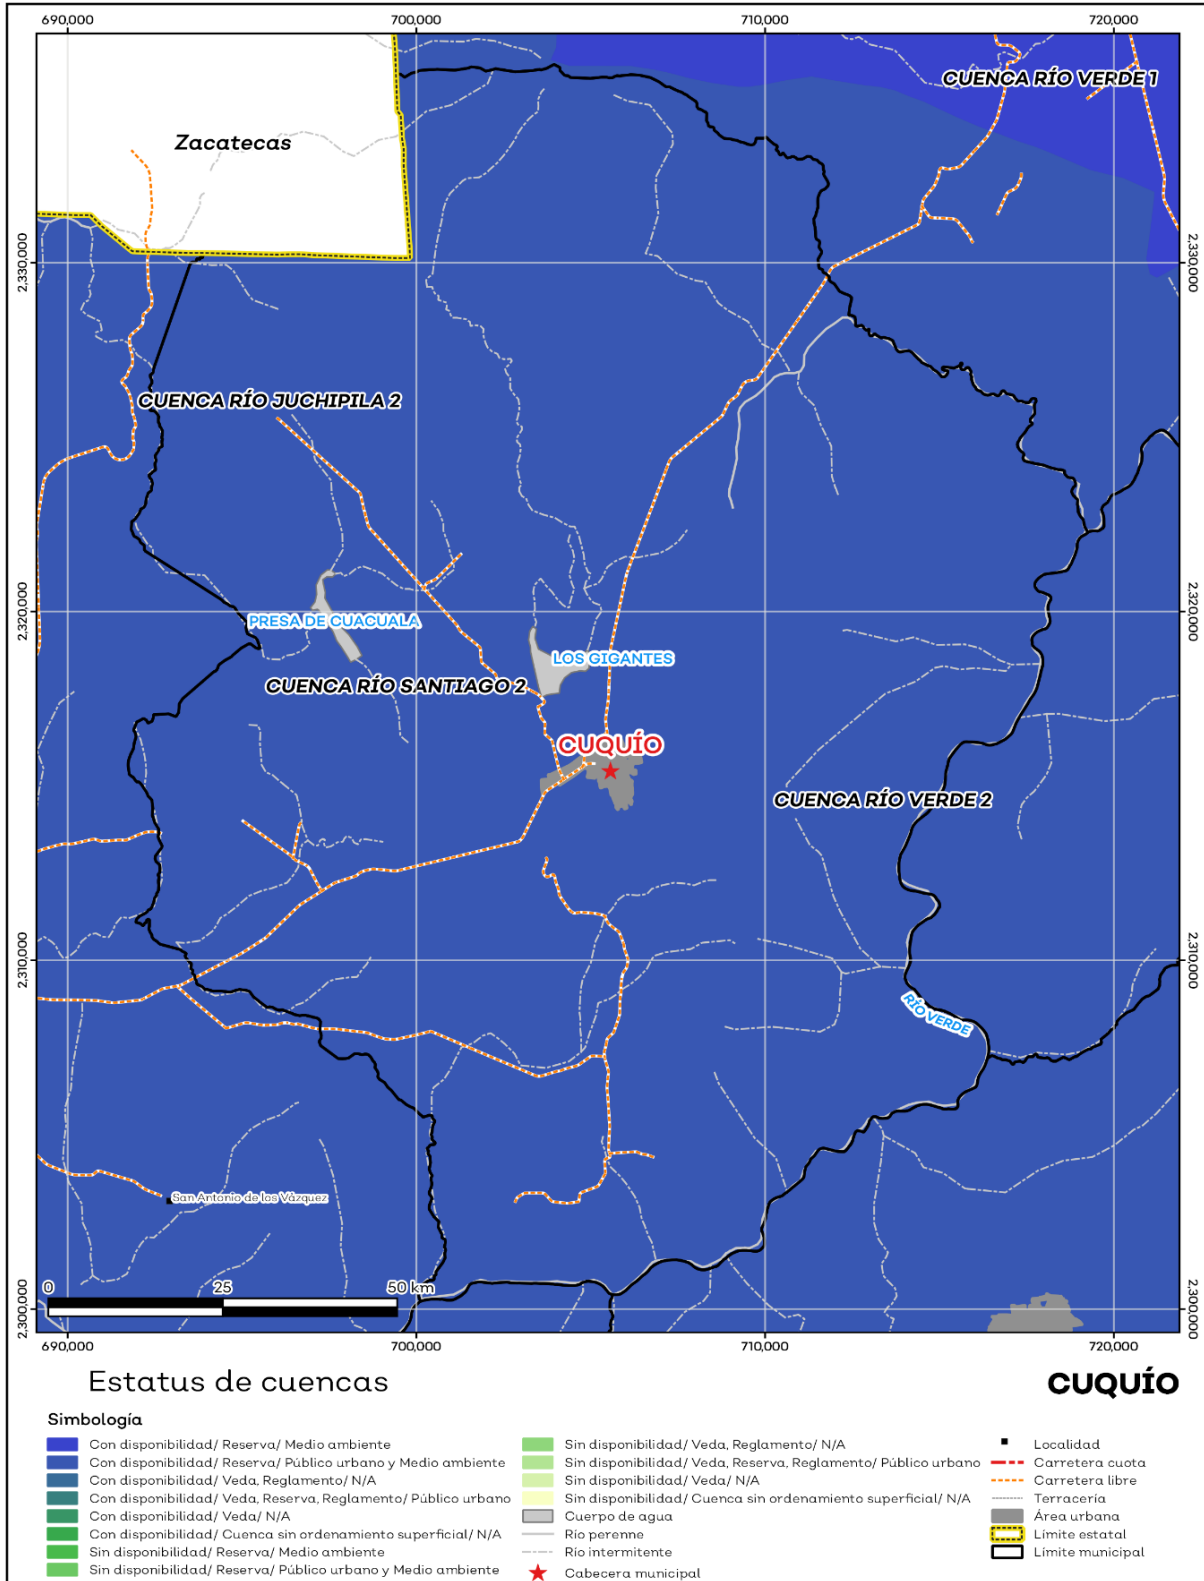 690,000 700,000 710,000 720,000
CUENCA RÍO VERDE 1
Zacatecas
2,330,000 2,330,000
CUENCA RÍO JUCHIPILA 2
2,320,000 2,320,000
PRESA DE CUACUALA
LOS GIGANTES
CUENCA RÍO SANTIAGO 2
CUQUÍO
CUENCA RÍO VERDE 2
2,310,000 2,310,000
RÍO VERDE
San Antonio de los Vázquez
0 25 50 km
2,300,000 2,300,000
690,000 700,000 710,000 720,000
Estatus de cuencas
CUQUÍO
Simbología
Con disponibilidad/ Reserva/ Medio ambiente
Con disponibilidad/ Reserva/ Público urbano y Medio ambiente
Con disponibilidad/ Veda, Reglamento/ N/A
Con disponibilidad/ Veda, Reserva, Reglamento/ Público urbano
Con disponibilidad/ Veda/ N/A
Con disponibilidad/ Cuenca sin ordenamiento superficial/ N/A
Sin disponibilidad/ Reserva/ Medio ambiente
Sin disponibilidad/ Reserva/ Público urbano y Medio ambiente
Sin disponibilidad/ Veda, Reglamento/ N/A
Sin disponibilidad/ Veda, Reserva, Reglamento/ Público urbano
Sin disponibilidad/ Veda/ N/A
Sin disponibilidad/ Cuenca sin ordenamiento superficial/ N/A
Cuerpo de agua
Río perenne
Río intermitente
Cabecera municipal
Localidad
Carretera cuota
Carretera libre
Terracería
Área urbana
Límite estatal
Límite municipal